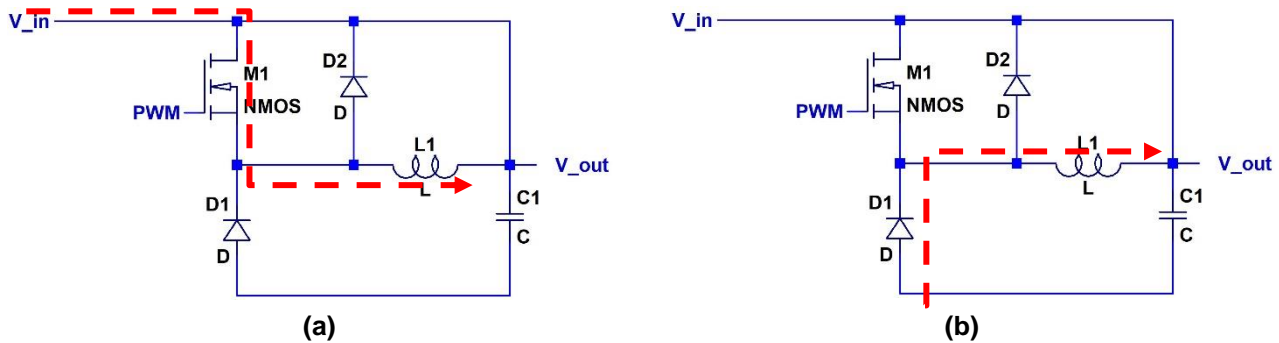 V_in
D2
M1
D
NMOS
PWM
L1
V_out
L
D1
C1
D
C
(a)
V_in
D2
M1
D
NMOS
PWM
L1
V_out
L
D1
C1
D
C
(b)